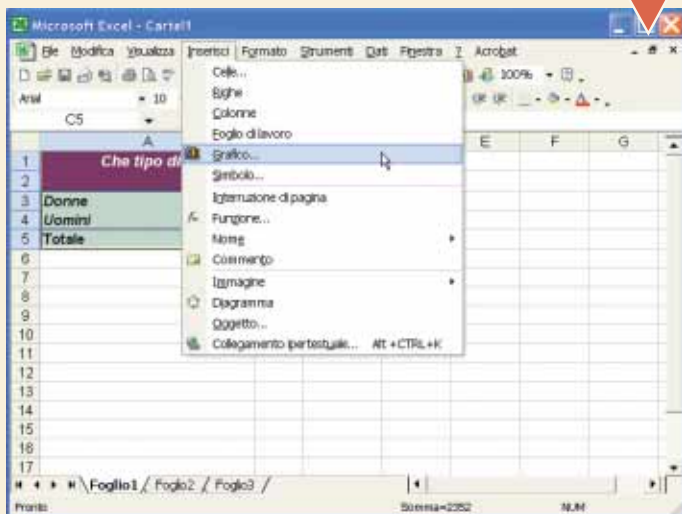 Microsoft Excel - Cartel1
File Modifica Visualizza Inserisci Formato Strumenti Dati Finestra ? Acrobat
100%
Arial 10
C5
A E F G
1 Che tipo di
2
3 Donne
4 Uomini
5 Totale
6
7
8
9
10
11
12
13
14
15
16
17
Celle...
Righe
Colonne
Foglio di lavoro
Grafico...
Simbolo...
Interruzione di pagina
Funzione...
Nome
Commento
Immagine
Diagramma
Oggetto...
Collegamento ipertestuale... Alt +CTRL+K
Foglio1 / Foglio2 / Foglio3 /
Pronto Somma=2352 NUM